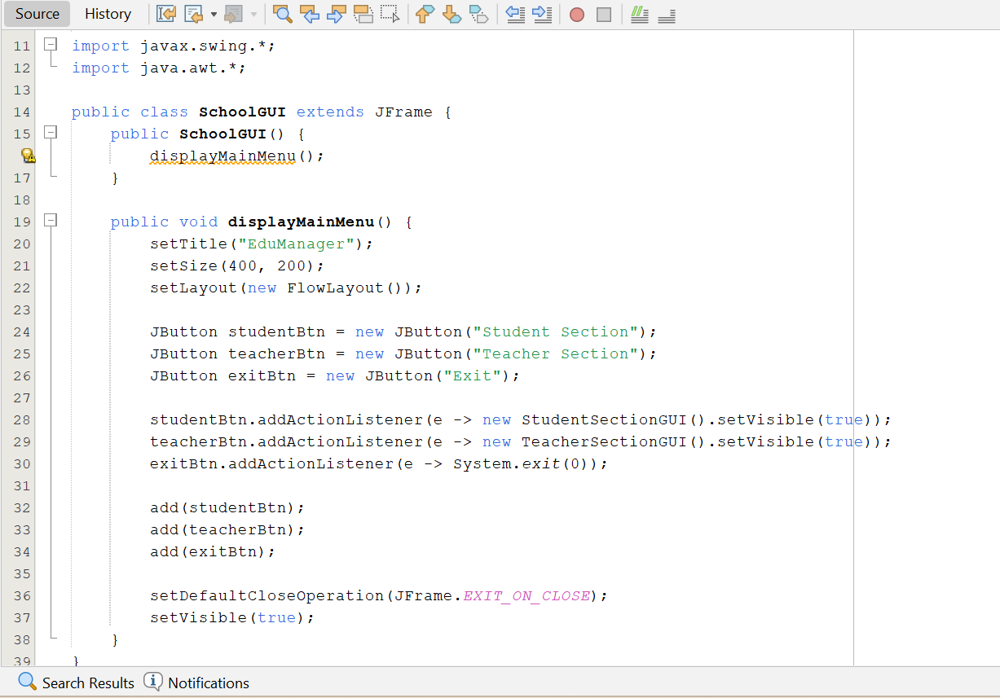 Source History
11 import javax.swing.*;
12 import java.awt.*;
13
14 public class SchoolGUI extends JFrame {
15     public SchoolGUI() {
        displayMainMenu();
17     }
18
19     public void displayMainMenu() {
20         setTitle("EduManager");
21         setSize(400, 200);
22         setLayout(new FlowLayout());
23
24         JButton studentBtn = new JButton("Student Section");
25         JButton teacherBtn = new JButton("Teacher Section");
26         JButton exitBtn = new JButton("Exit");
27
28         studentBtn.addActionListener(e -> new StudentSectionGUI().setVisible(true));
29         teacherBtn.addActionListener(e -> new TeacherSectionGUI().setVisible(true));
30         exitBtn.addActionListener(e -> System.exit(0));
31
32         add(studentBtn);
33         add(teacherBtn);
34         add(exitBtn);
35
36         setDefaultCloseOperation(JFrame.EXIT_ON_CLOSE);
37         setVisible(true);
38     }
39 }
Search Results Notifications